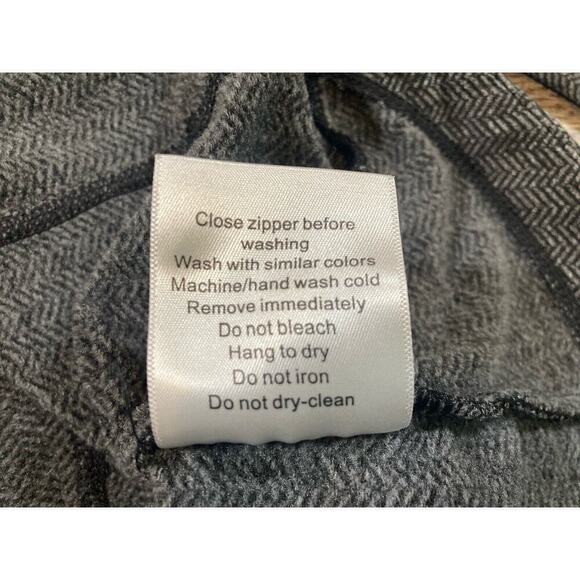 Close zipper before
washing
Wash with similar colors
Machine/hand wash cold
Remove immediately
Do not bleach
Hang to dry
Do not iron
Do not dry-clean